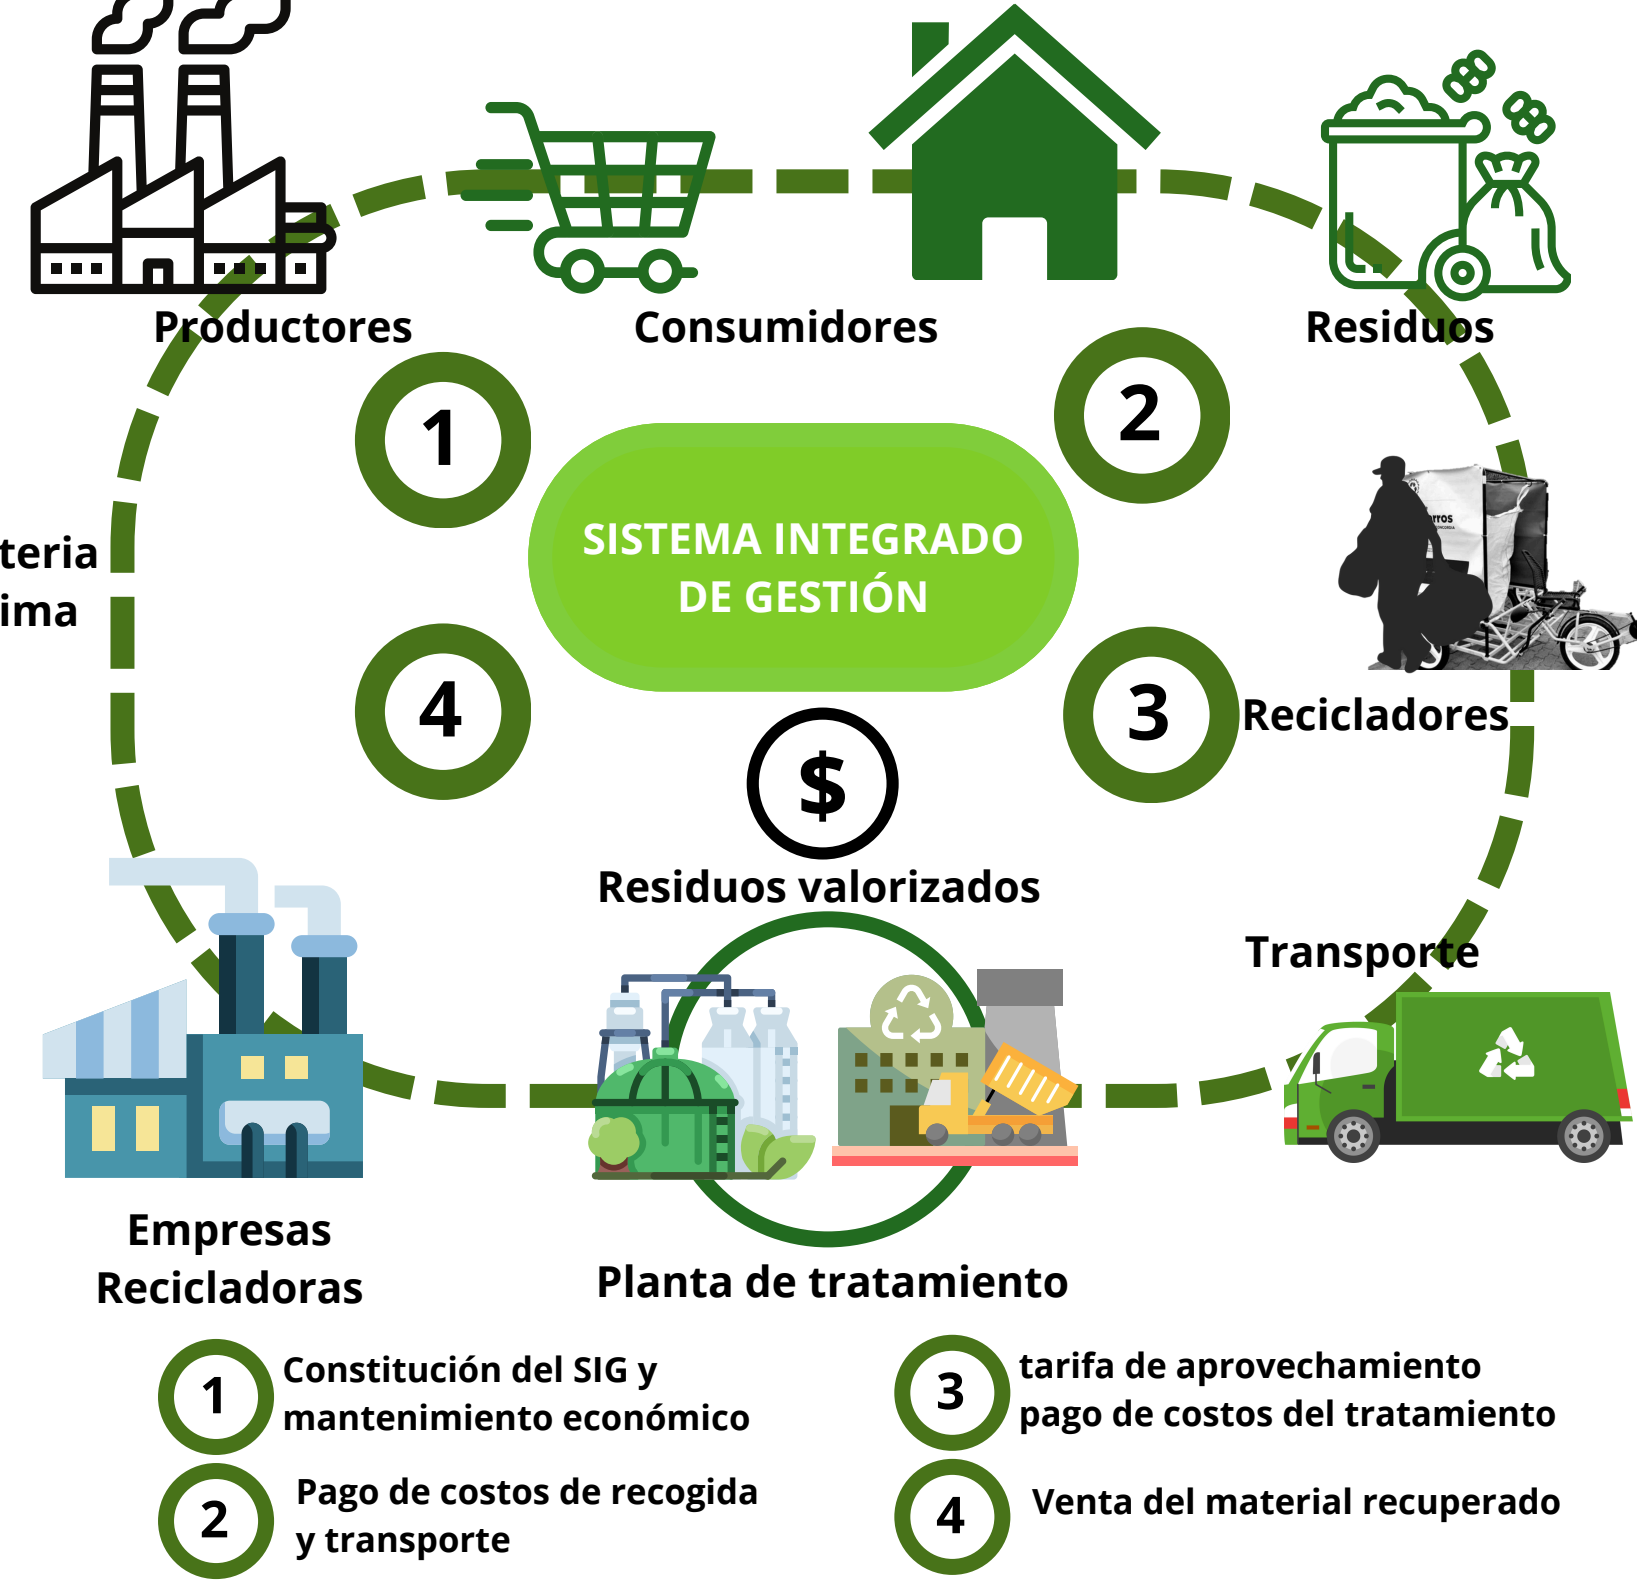 Productores
Consumidores
Residuos
1
2
SISTEMA INTEGRADO
DE GESTIÓN
teria
ima
rros
4
3
Recicladores
$
Residuos valorizados
Transporte
Empresas
Recicladoras
Planta de tratamiento
1
Constitución del SIG y
mantenimiento económico
2
Pago de costos de recogida
y transporte
3
tarifa de aprovechamiento
pago de costos del tratamiento
4
Venta del material recuperado